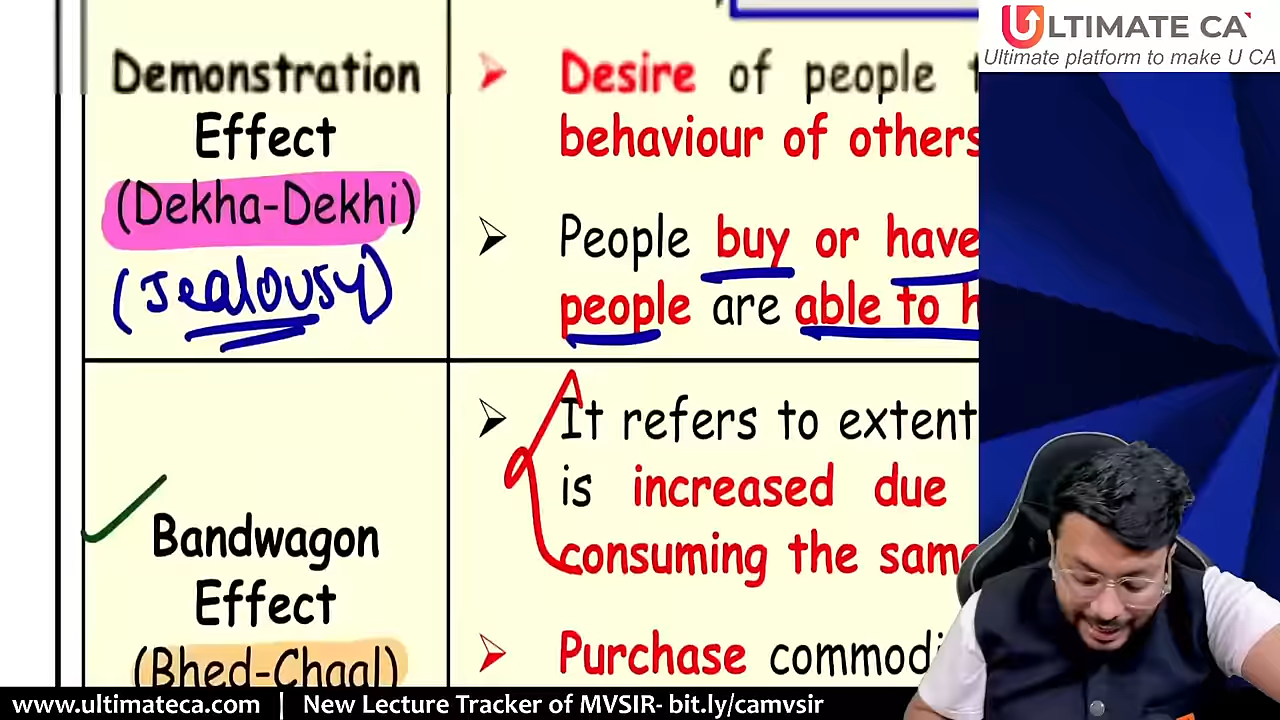 ULTIMATE CA
Ultimate platform to make U CA
Demonstration
Effect
(Dekha-Dekhi)
(Jealousy)
➢ Desire of people
behaviour of others
➢ People buy or have
people are able to
➢ It refers to extent
is increased due
consuming the same
Bandwagon
Effect
(Bhed-Chaal)
➢ Purchase
www.ultimateca.com | New Lecture Tracker of MVSIR- bit.ly/camvsir